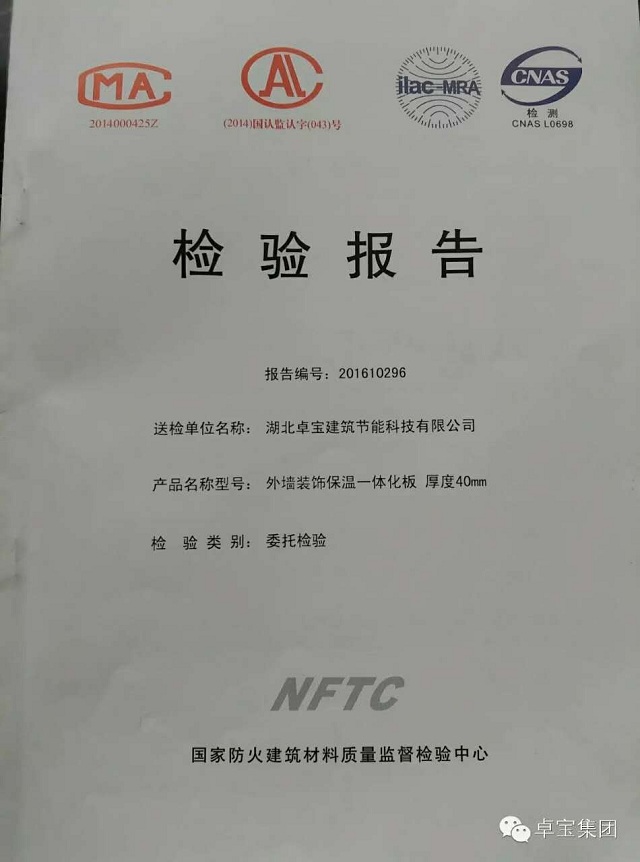 CMA
CAL
ilac-MRA
CNAS
2014000425Z
(2014)国认监认字(043)号
检 测
CNAS L0698
检 验 报 告
报告编号: 201610296
送检单位名称: 湖北卓宝建筑节能科技有限公司
产品名称型号: 外墙装饰保温一体化板 厚度40mm
检 验 类 别: 委托检验
NFTC
国家防火建筑材料质量监督检验中心
卓宝集团